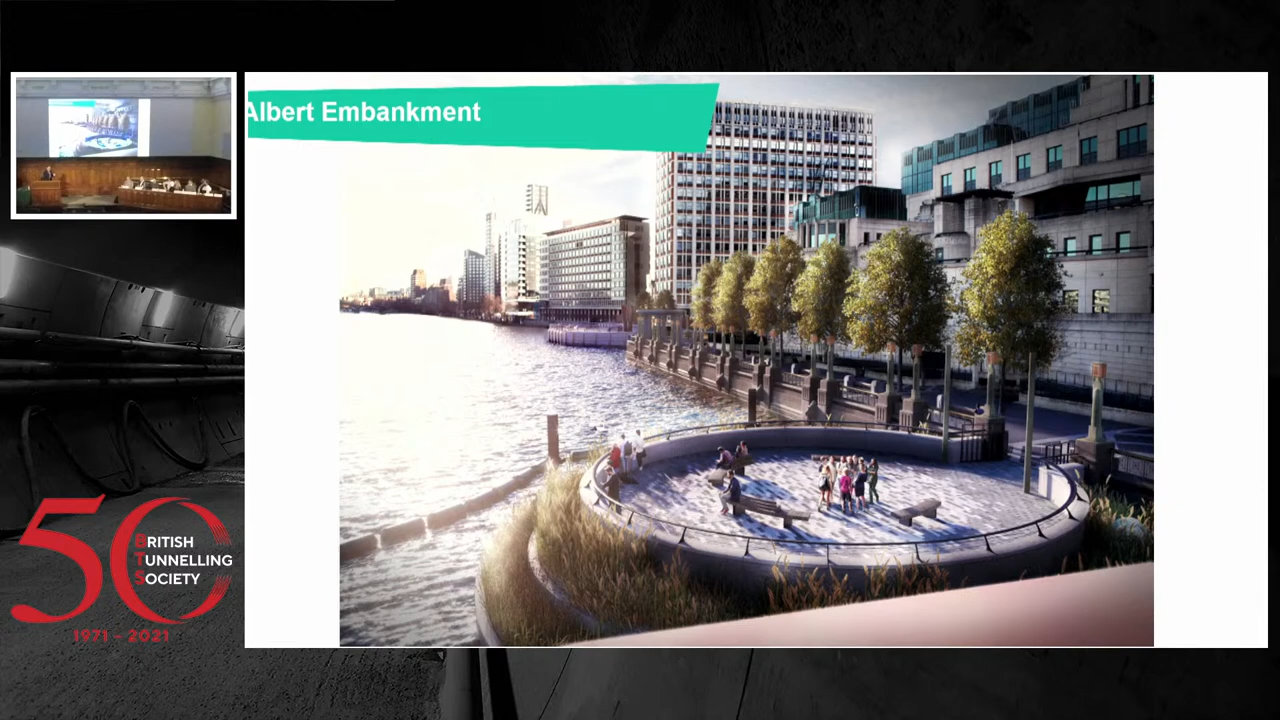 Albert Embankment
50
BRITISH
TUNNELLING
SOCIETY
1971 - 2021